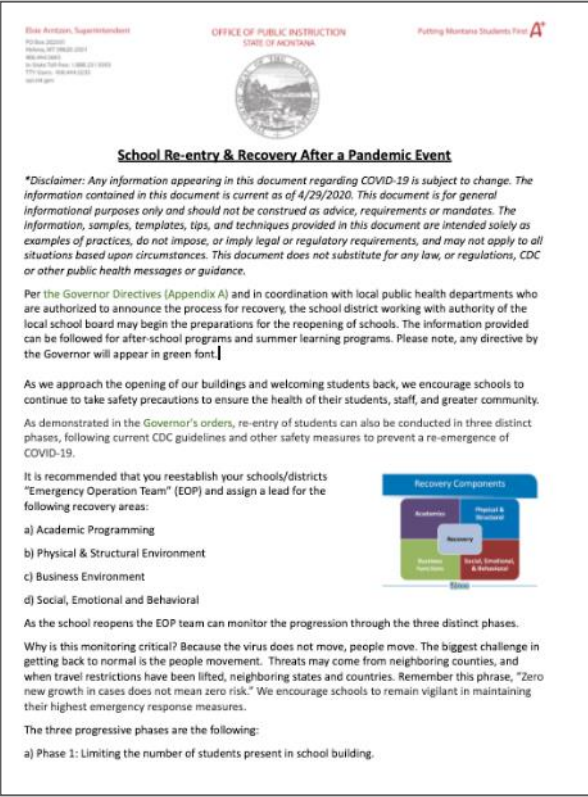 Elsie Arntzen, Superintendent
OFFICE OF PUBLIC INSTRUCTION
STATE OF MONTANA
Putting Montana Students First A+
School Re-entry & Recovery After a Pandemic Event
*Disclaimer: Any information appearing in this document regarding COVID-19 is subject to change. The
information contained in this document is current as of 4/29/2020. This document is for general
informational purposes only and should not be construed as advice, requirements or mandates. The
information, samples, templates, tips, and techniques provided in this document are intended solely as
examples of practices, do not impose, or imply legal or regulatory requirements, and may not apply to all
situations based upon circumstances. This document does not substitute for any law, or regulations, CDC
or other public health messages or guidance.
Per the Governor Directives (Appendix A) and in coordination with local public health departments who
are authorized to announce the process for recovery, the school district working with authority of the
local school board may begin the preparations for the reopening of schools. The information provided
can be followed for after-school programs and summer learning programs. Please note, any directive by
the Governor will appear in green font.
As we approach the opening of our buildings and welcoming students back, we encourage schools to
continue to take safety precautions to ensure the health of their students, staff, and greater community.
As demonstrated in the Governor's orders, re-entry of students can also be conducted in three distinct
phases, following current CDC guidelines and other safety measures to prevent a re-emergence of
COVID-19.
It is recommended that you reestablish your schools/districts
"Emergency Operation Team" (EOP) and assign a lead for the
following recovery areas:
a) Academic Programming
b) Physical & Structural Environment
c) Business Environment
d) Social, Emotional and Behavioral
Recovery Components
Academics
Physical &
Structural
Recovery
Business
Functions
Social, Emotional,
& Behavioral
As the school reopens the EOP team can monitor the progression through the three distinct phases.
Why is this monitoring critical? Because the virus does not move, people move. The biggest challenge in
getting back to normal is the people movement. Threats may come from neighboring counties, and
when travel restrictions have been lifted, neighboring states and countries. Remember this phrase, "Zero
new growth in cases does not mean zero risk." We encourage schools to remain vigilant in maintaining
their highest emergency response measures.
The three progressive phases are the following:
a) Phase 1: Limiting the number of students present in school building.